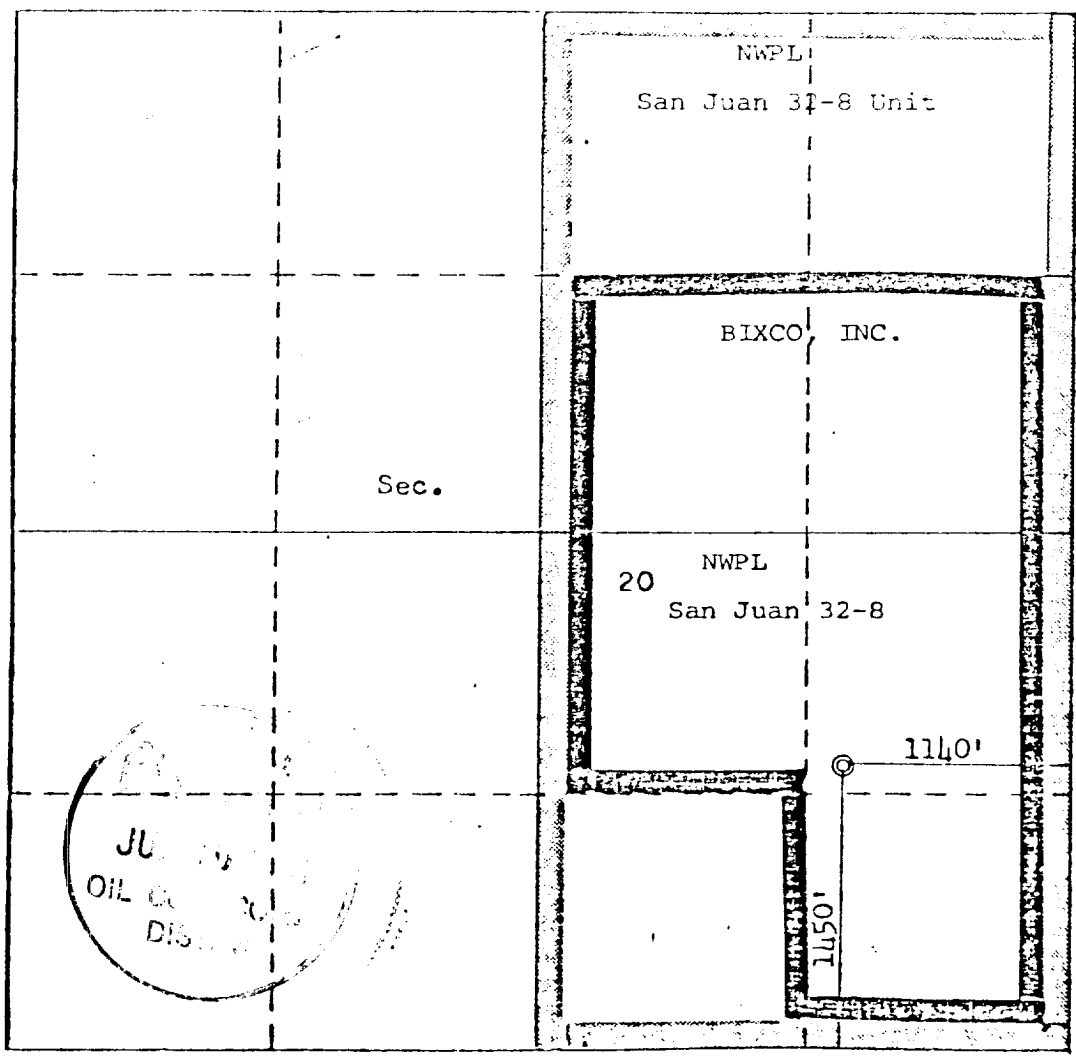 NWPL
San Juan 32-8 Unit
BIXCO, INC.
Sec.
20
NWPL
San Juan 32-8
1140'
1450'
OIL